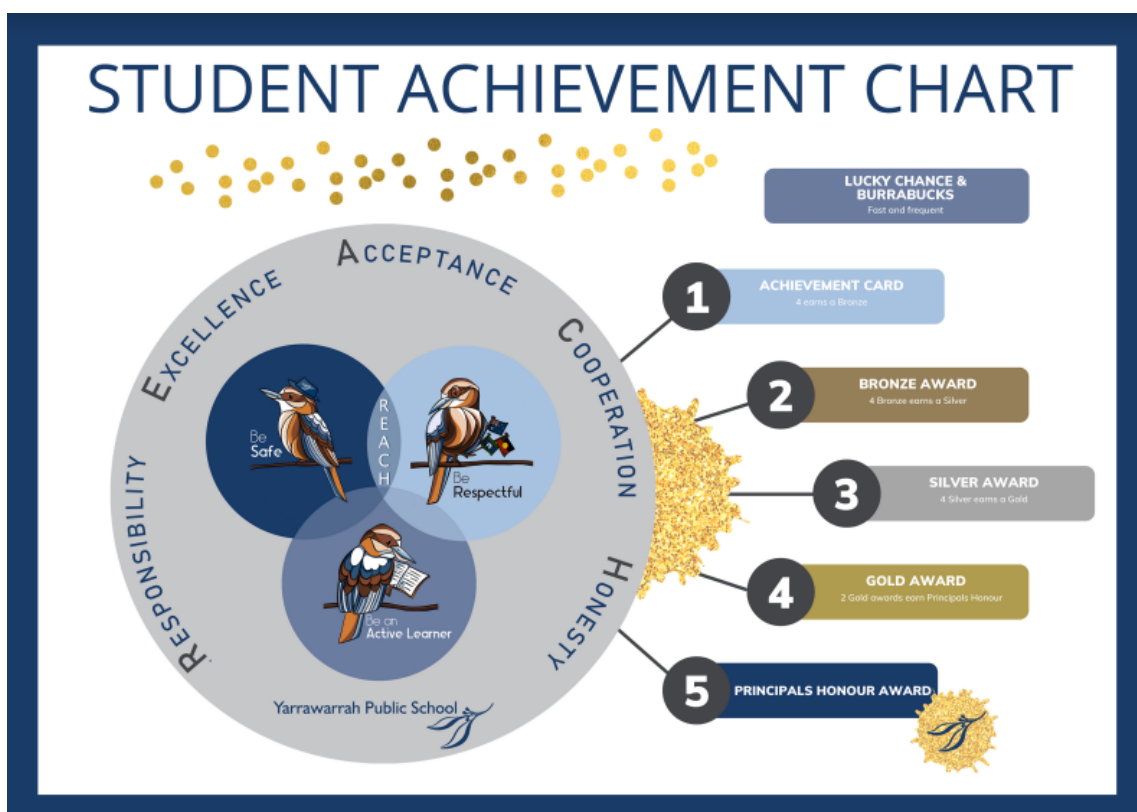 STUDENT ACHIEVEMENT CHART
LUCKY CHANCE &
BURRABUCKS
Fast and frequent
RESPONSIBILITY
EXCELLENCE
ACCEPTANCE
COOPERATION
HONESTY
Be
Safe
REACH
Be
Respectful
Be an
Active Learner
Yarrawarrah Public School
1
ACHIEVEMENT CARD
4 earns a Bronze
2
BRONZE AWARD
4 Bronze earns a Silver
3
SILVER AWARD
4 Silver earns a Gold
4
GOLD AWARD
2 Gold awards earn Principals Honour
5
PRINCIPALS HONOUR AWARD